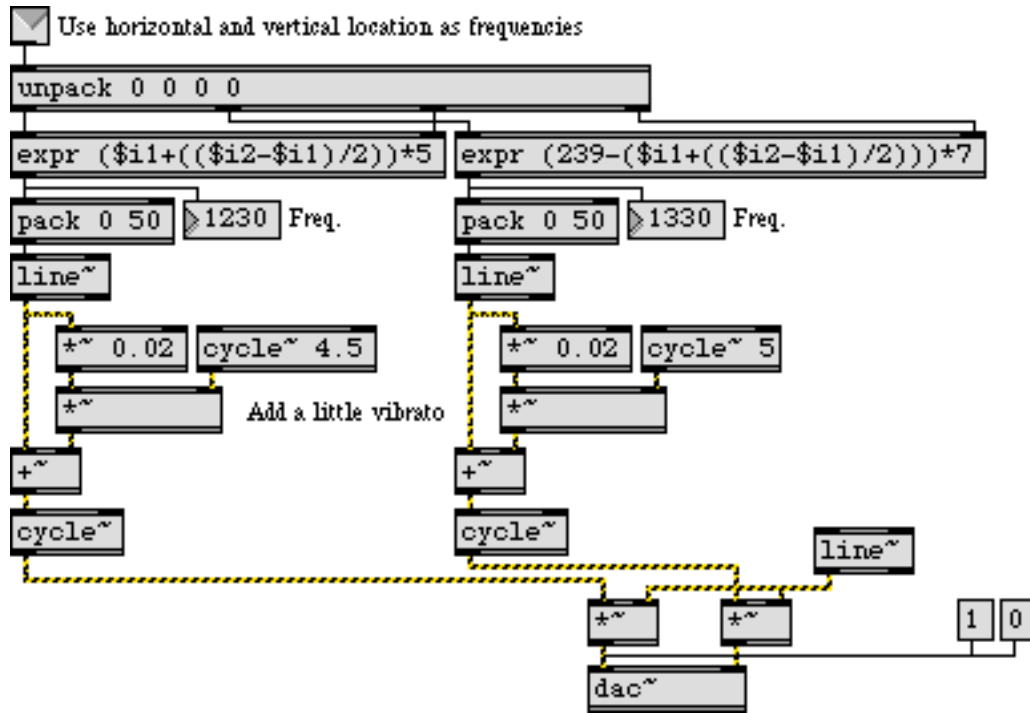 Use horizontal and vertical location as frequencies
unpack 0 0 0 0
expr ($i1+(($i2-$i1)/2))*5
expr (239-($i1+(($i2-$i1)/2)))*7
pack 0 50
1230
Freq.
pack 0 50
1330
Freq.
line~
line~
*~ 0.02
cycle~ 4.5
*~ 0.02
cycle~ 5
*~
Add a little vibrato
*~
+~
+~
cycle~
cycle~
line~
*~
*~
1
0
dac~